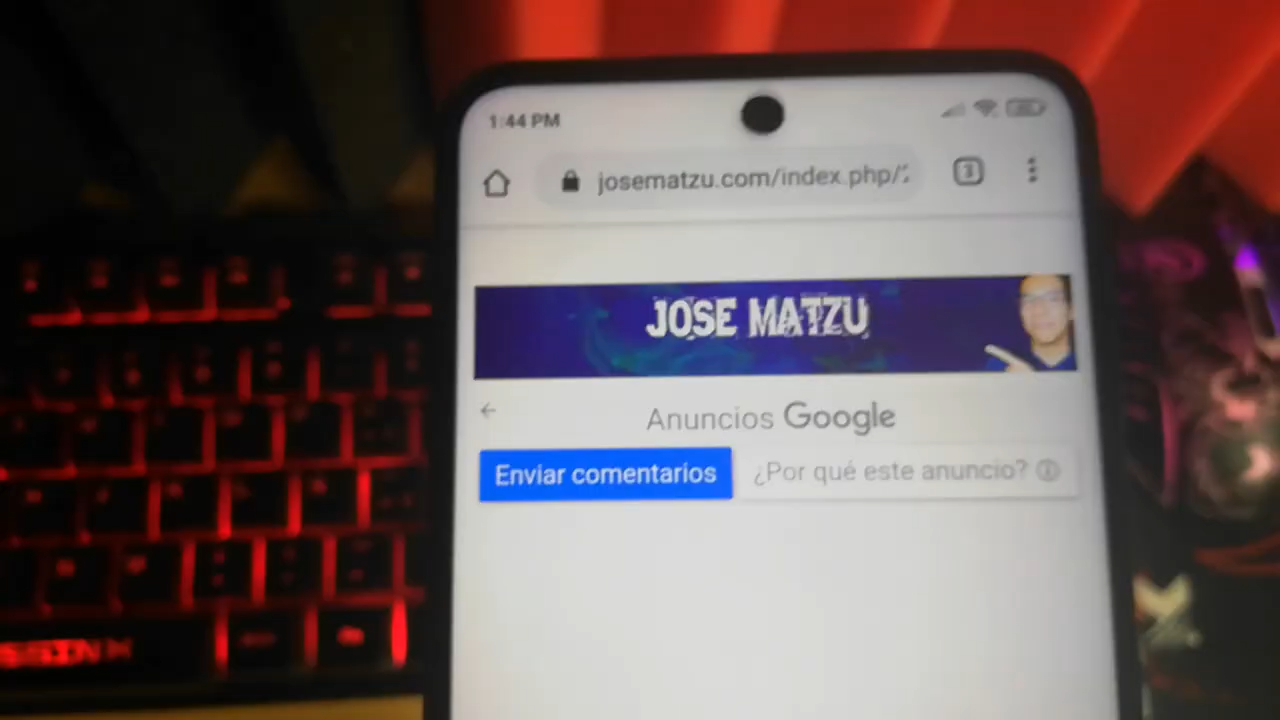 1:44 PM
josematzu.com/index.php/
3
JOSE MATZU
Anuncios Google
Enviar comentarios
¿Por qué este anuncio?